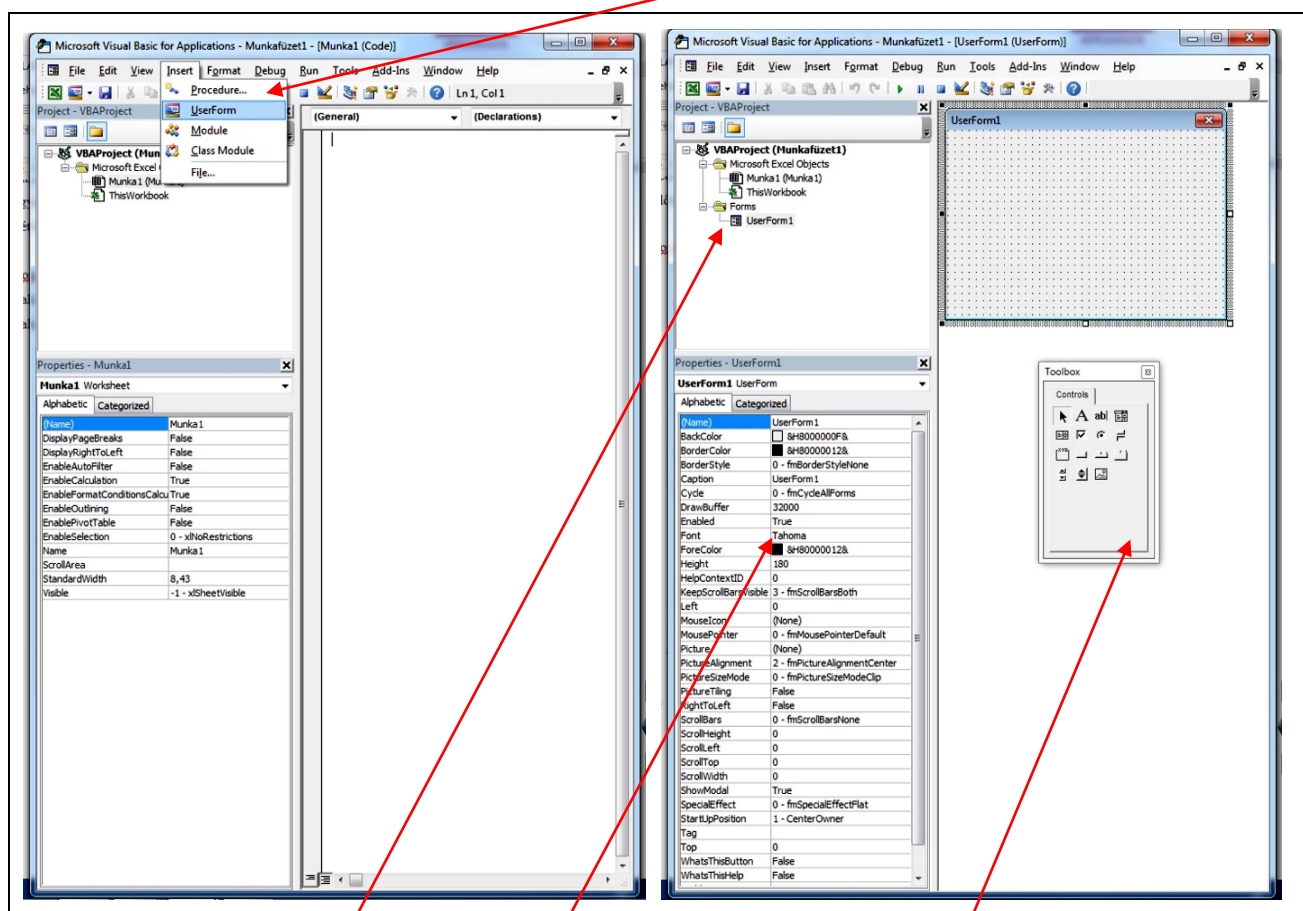 Microsoft Visual Basic for Applications - Munkafüzet1 - [Munka1 (Code)]
File Edit View Insert Format Debug Run Tools Add-Ins Window Help
Procedure...
UserForm
Module
Class Module
File...
Ln 1, Col 1
Project - VBAProject
(General) (Declarations)
VBAProject (Mun
Microsoft Excel
Munka1 (Mu
ThisWorkbook
Properties - Munka1
Munka1 Worksheet
Alphabetic Categorized
(Name) Munka1
DisplayPageBreaks False
DisplayRightToLeft False
EnableAutoFilter False
EnableCalculation True
EnableFormatConditionsCalcu True
EnableOutlining False
EnablePivotTable False
EnableSelection 0 - xlNoRestrictions
Name Munka1
ScrollArea
StandardWidth 8,43
Visible -1 - xlSheetVisible
Microsoft Visual Basic for Applications - Munkafüzet1 - [UserForm1 (UserForm)]
File Edit View Insert Format Debug Run Tools Add-Ins Window Help
Project - VBAProject
VBAProject (Munkafüzet1)
Microsoft Excel Objects
Munka1 (Munka1)
ThisWorkbook
Forms
UserForm1
UserForm1
Properties - UserForm1
UserForm1 UserForm
Alphabetic Categorized
(Name) UserForm1
BackColor &H8000000F&
BorderColor &H80000012&
BorderStyle 0 - fmBorderStyleNone
Caption UserForm1
Cycle 0 - fmCycleAllForms
DrawBuffer 32000
Enabled True
Font Tahoma
ForeColor &H80000012&
Height 180
HelpContextID 0
KeepScrollBarsVisible 3 - fmScrollBarsBoth
Left 0
MouseIcon (None)
MousePointer 0 - fmMousePointerDefault
Picture (None)
PictureAlignment 2 - fmPictureAlignmentCenter
PictureSizeMode 0 - fmPictureSizeModeClip
PictureTiling False
RightToLeft False
ScrollBars 0 - fmScrollBarsNone
ScrollHeight 0
ScrollLeft 0
ScrollTop 0
ScrollWidth 0
ShowModal True
SpecialEffect 0 - fmSpecialEffectFlat
StartUpPosition 1 - CenterOwner
Tag
Top 0
WhatsThisButton False
WhatsThisHelp False
Toolbox
Controls
A abl